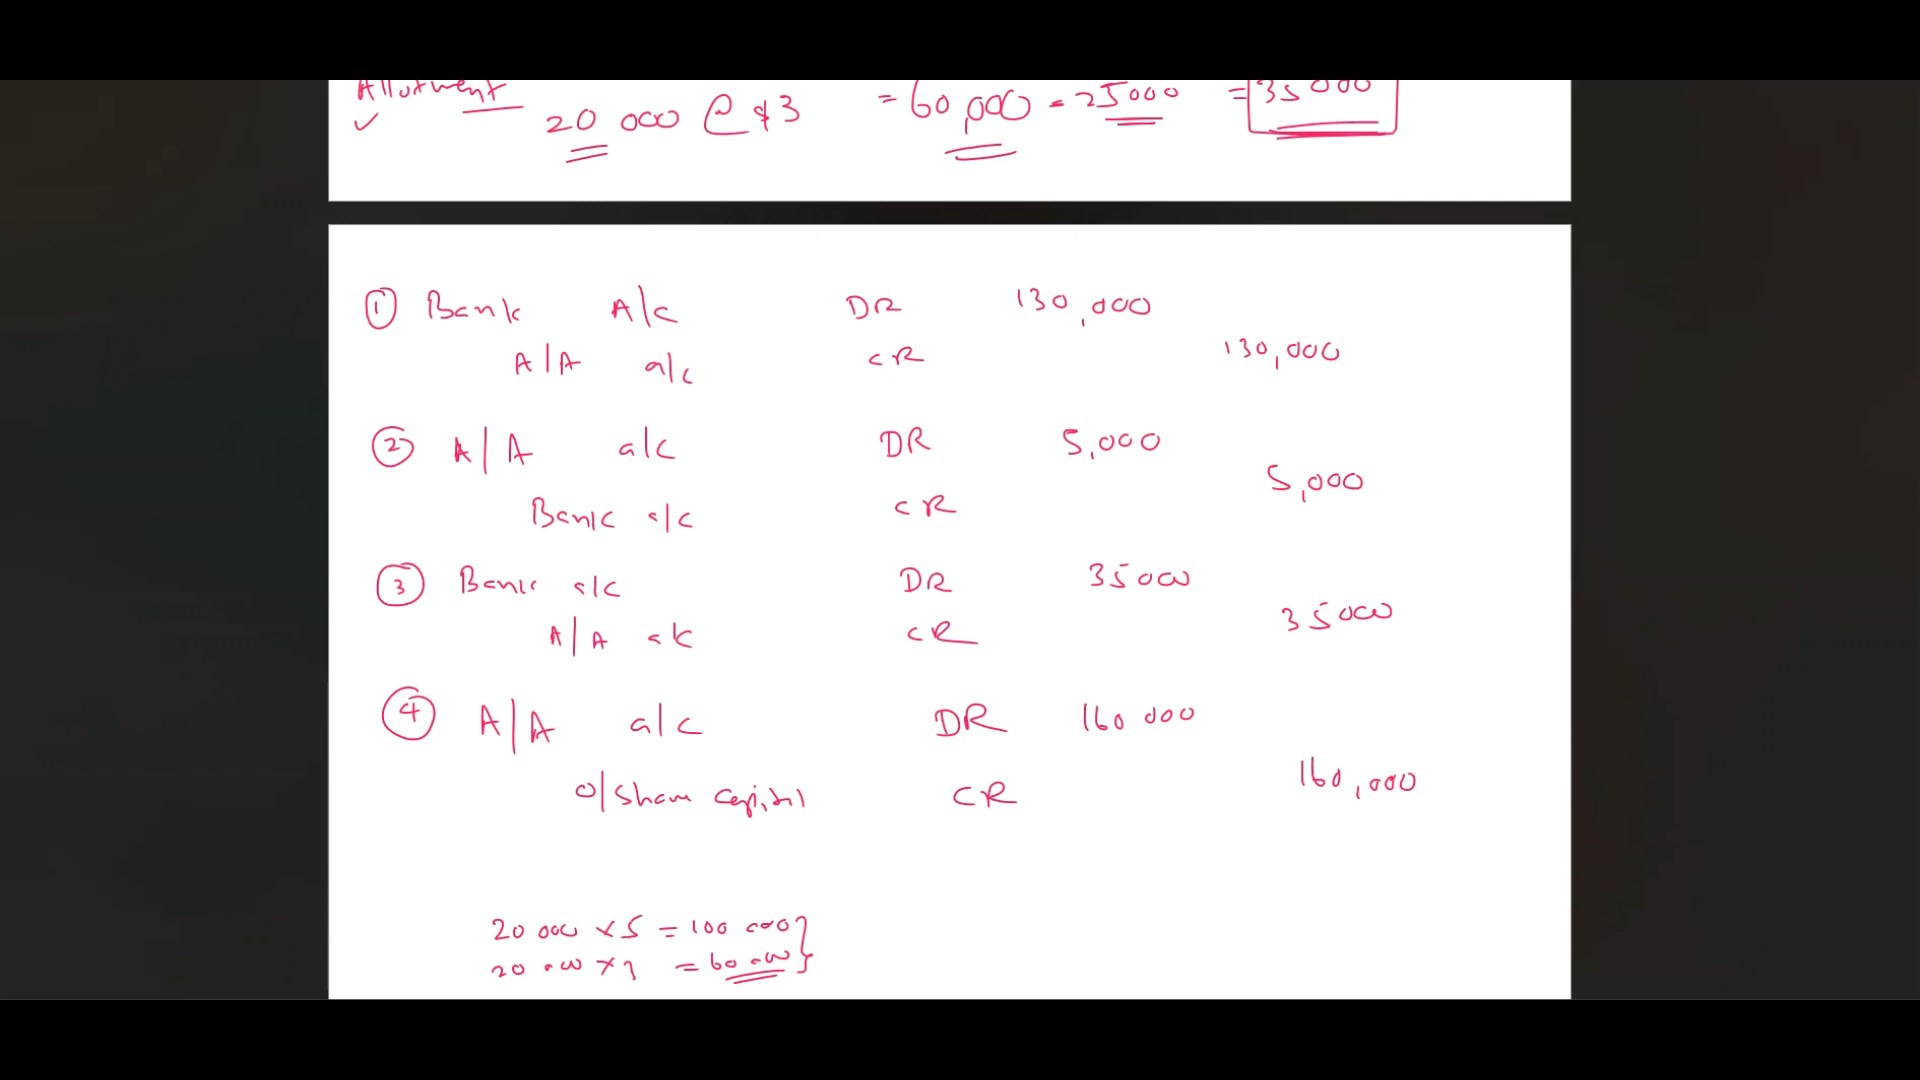 Allotment
20 000 @ $3 = 60,000 - 25000 = 35000
① Bank A/c DR 130,000
A/A a/c CR 130,000
② A/A a/c DR 5,000
Bank a/c CR 5,000
③ Bank a/c DR 35000
A/A a/c CR 35000
④ A/A a/c DR 160 000
O/Share capital CR 160,000
20 000 x 5 = 100 000}
20 000 x 3 = 60 000}